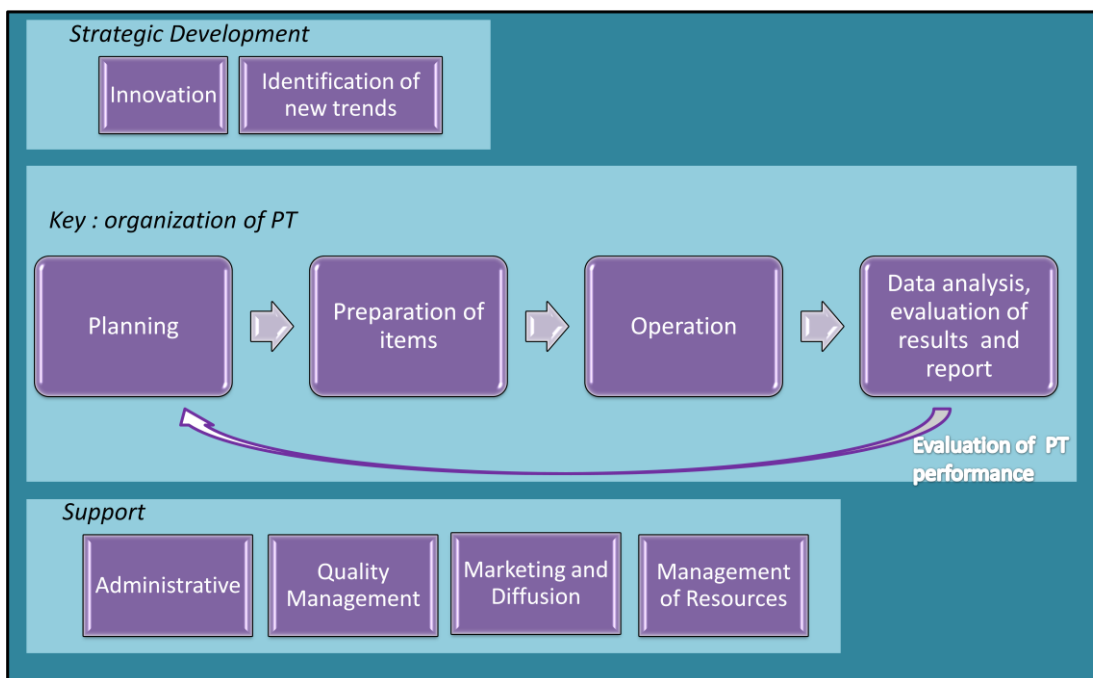 Strategic Development
Innovation
Identification of
new trends
Key : organization of PT
Planning
Preparation of
items
Operation
Data analysis,
evaluation of
results and
report
Evaluation of PT
performance
Support
Administrative
Quality
Management
Marketing and
Diffusion
Management
of Resources